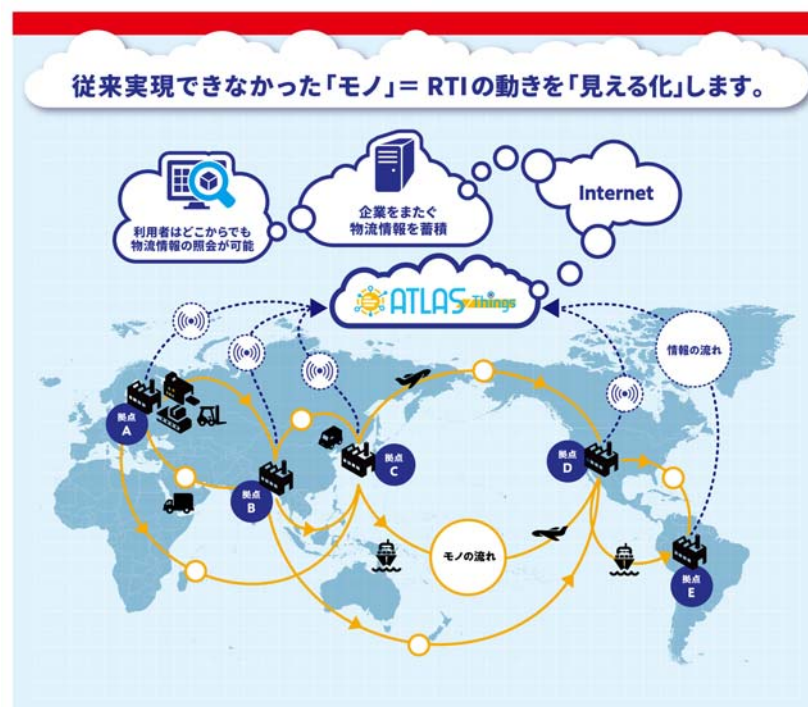 従来実現できなかった「モノ」= RTIの動きを「見える化」します。
利用者はどこからでも
物流情報の照会が可能
企業をまたぐ
物流情報を蓄積
Internet
ATLAS Things
情報の流れ
拠点
A
拠点
B
拠点
C
拠点
D
モノの流れ
拠点
E